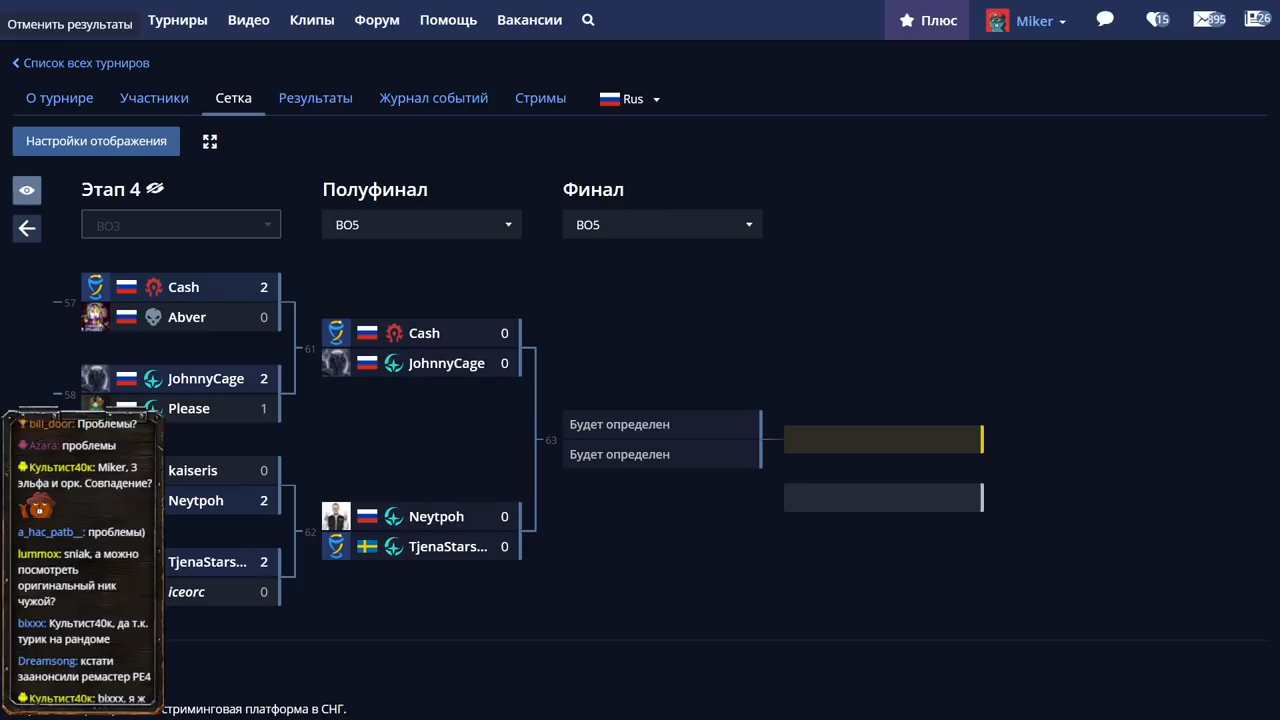 Отменить результаты
Турниры Видео Клипы Форум Помощь Вакансии
Плюс Miker 15 895 26
Список всех турниров
О турнире Участники Сетка Результаты Журнал событий Стримы Rus
Настройки отображения
Этап 4 Полуфинал Финал
BO3 BO5 BO5
57
Cash 2
Abver 0
58
JohnnyCage 2
Please 1
kaiseris 0
Neytpoh 2
TjenaStars... 2
iceorc 0
61
Cash 0
JohnnyCage 0
62
Neytpoh 0
TjenaStars... 0
63
Будет определен
Будет определен
bill_door: Проблемы?
Azara: проблемы
Культист40к: Miker, 3
эльфа и орк. Совпадение?
a_hac_patb__: проблемы)
lummox: sniak, а можно
посмотреть
оригинальный ник
чужой?
bixxx: Культист40к, да т.к.
турик на рандоме
Dreamsong: кстати
заанонсили ремастер РЕ4
Культист40к: bixxx, я ж
стриминговая платформа в СНГ.